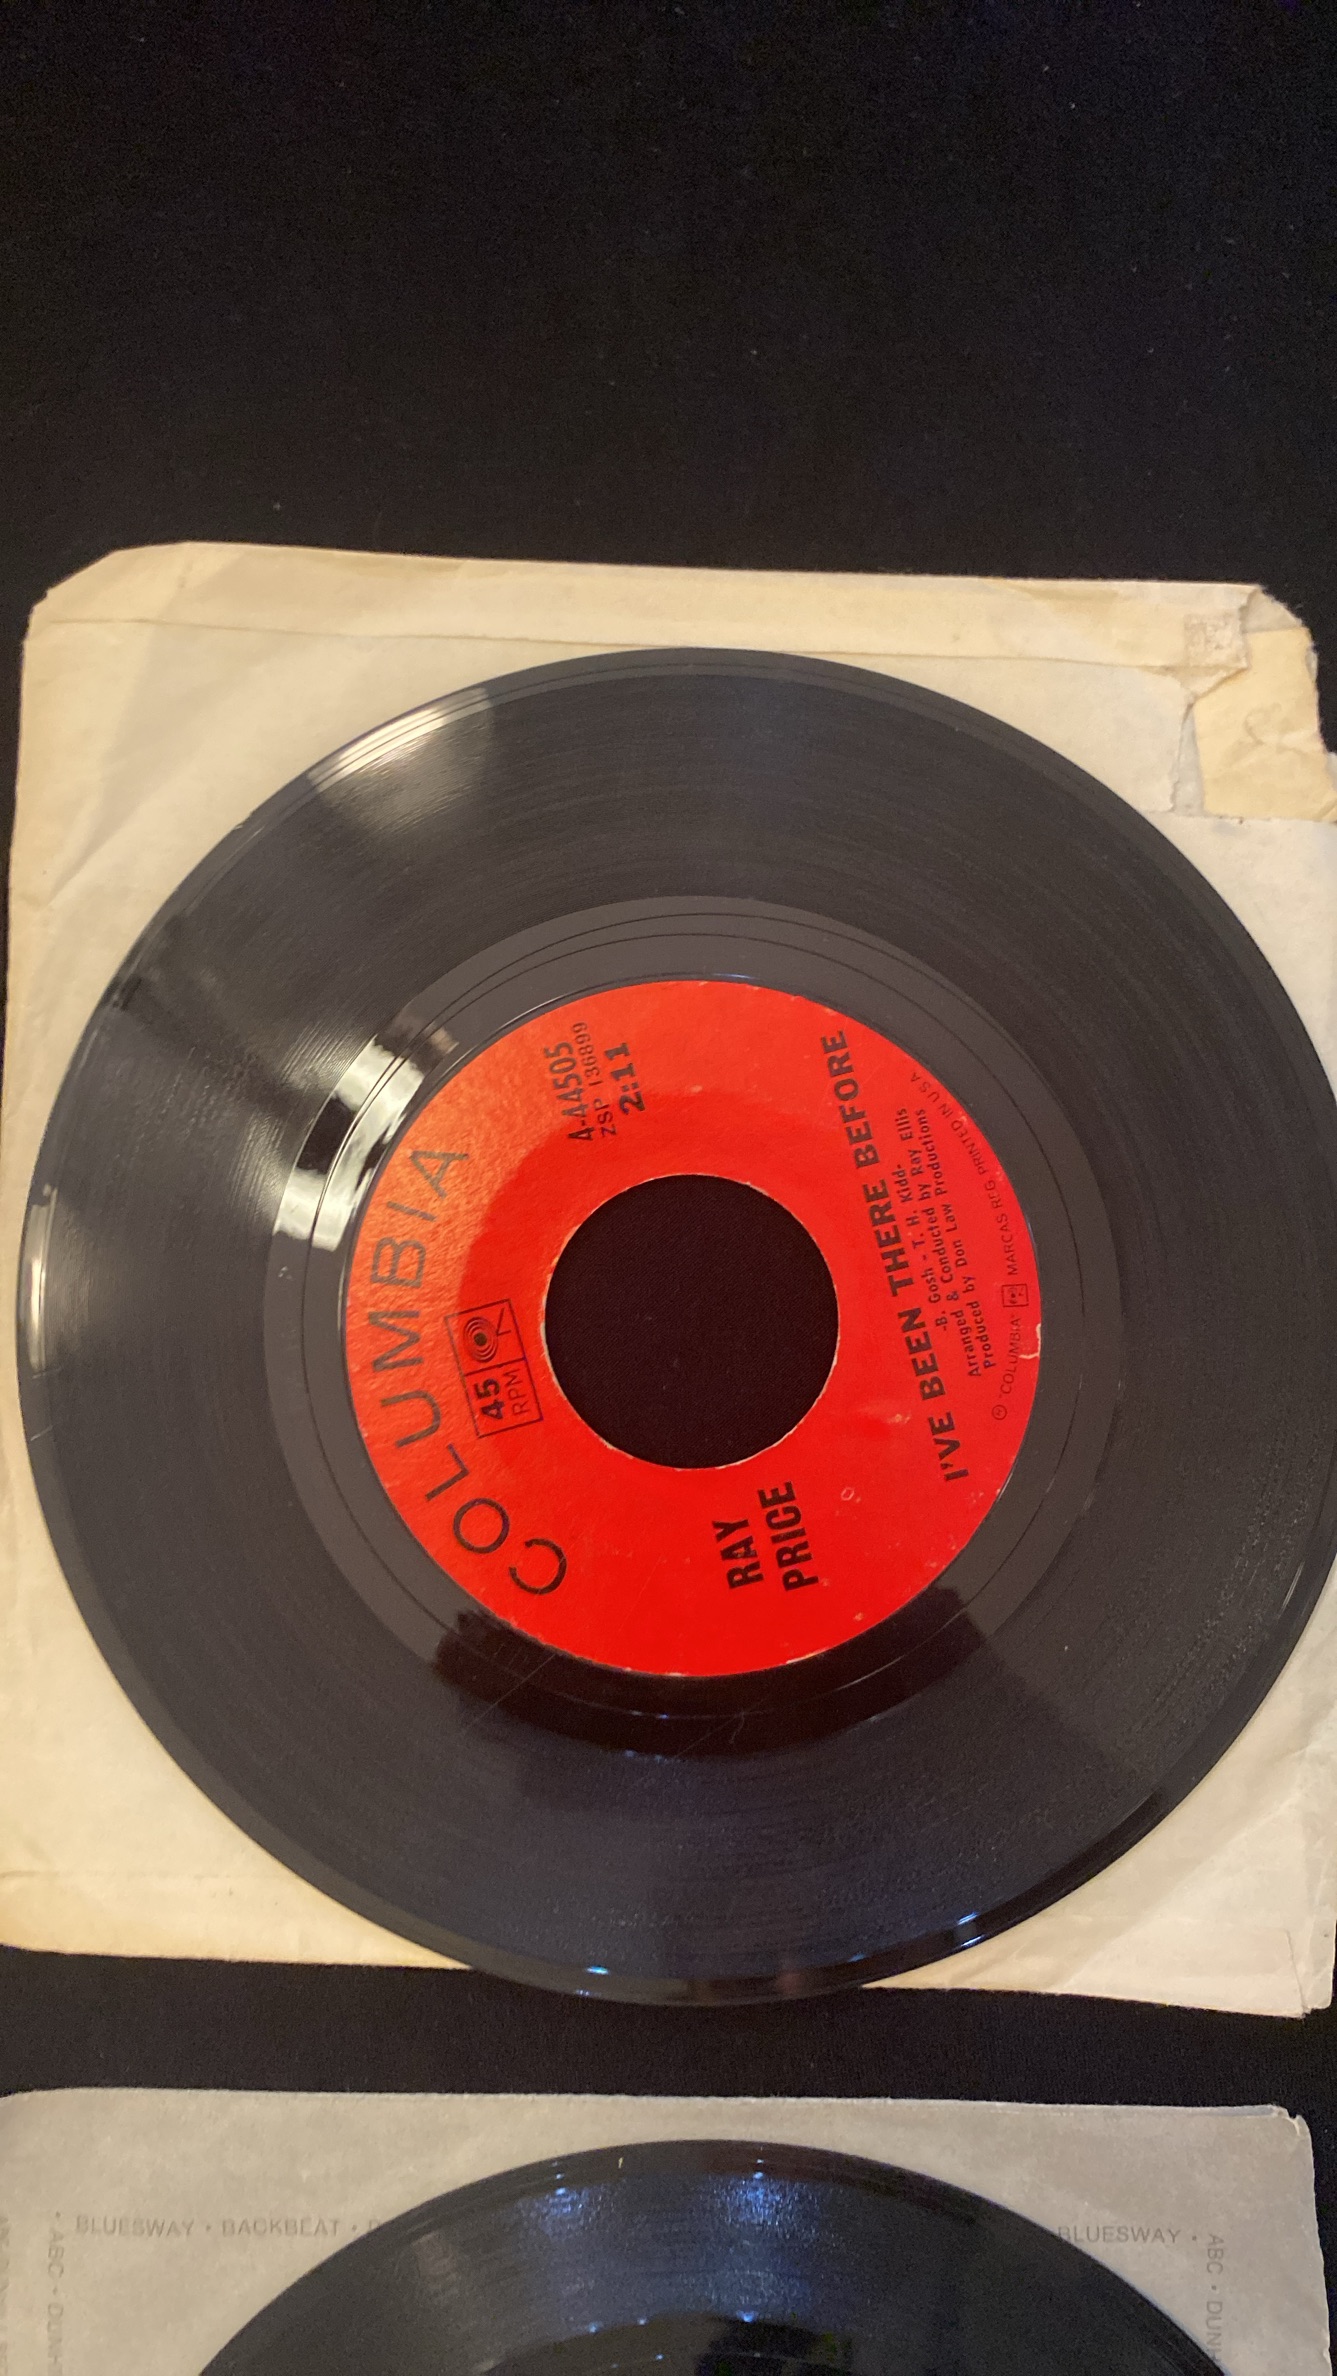 COLUMBIA
45
RPM
4-44505
ZSP 136899
2:11
RAY
PRICE
I'VE BEEN THERE BEFORE
-B. Gosh - T. H. Kidd-
Arranged & Conducted by Ray Ellis
Produced by Don Law Productions
"COLUMBIA" MARCAS REG. PRINTED IN USA
BLUESWAY • BACKBEAT •
BLUESWAY •
ABC •
• ABC •